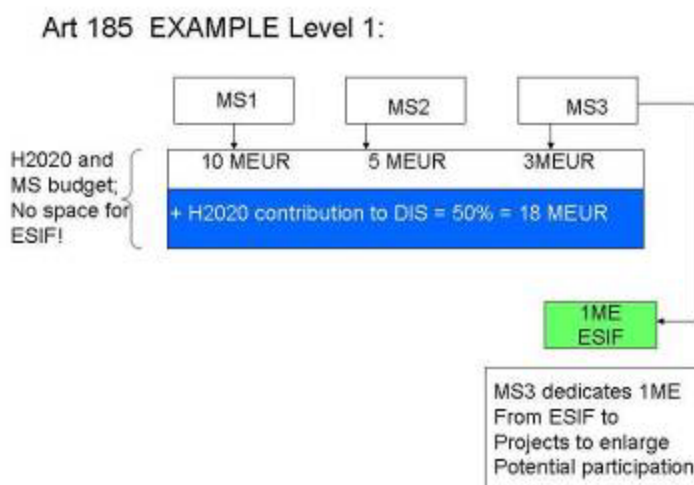 Art 185 EXAMPLE Level 1:
MS1
MS2
MS3
10 MEUR
5 MEUR
3MEUR
H2020 and
MS budget;
No space for
ESIF!
+ H2020 contribution to DIS = 50% = 18 MEUR
1ME
ESIF
MS3 dedicates 1ME
From ESIF to
Projects to enlarge
Potential participation